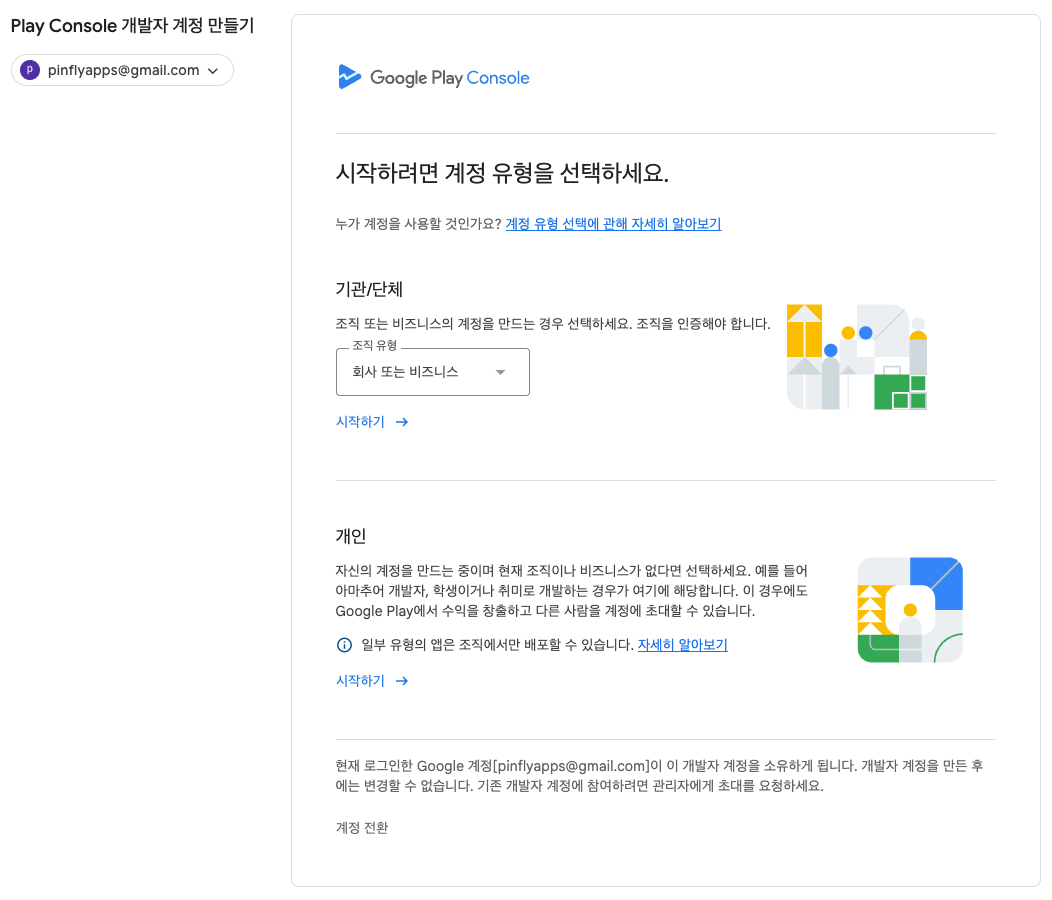 Play Console 개발자 계정 만들기
p pinflyapps@gmail.com
Google Play Console
시작하려면 계정 유형을 선택하세요.
누가 계정을 사용할 것인가요? 계정 유형 선택에 관해 자세히 알아보기
기관/단체
조직 또는 비즈니스의 계정을 만드는 경우 선택하세요. 조직을 인증해야 합니다.
조직 유형
회사 또는 비즈니스
시작하기 →
개인
자신의 계정을 만드는 중이며 현재 조직이나 비즈니스가 없다면 선택하세요. 예를 들어
아마추어 개발자, 학생이거나 취미로 개발하는 경우가 여기에 해당합니다. 이 경우에도
Google Play에서 수익을 창출하고 다른 사람을 계정에 초대할 수 있습니다.
일부 유형의 앱은 조직에서만 배포할 수 있습니다. 자세히 알아보기
시작하기 →
현재 로그인한 Google 계정[pinflyapps@gmail.com]이 이 개발자 계정을 소유하게 됩니다. 개발자 계정을 만든 후
에는 변경할 수 없습니다. 기존 개발자 계정에 참여하려면 관리자에게 초대를 요청하세요.
계정 전환